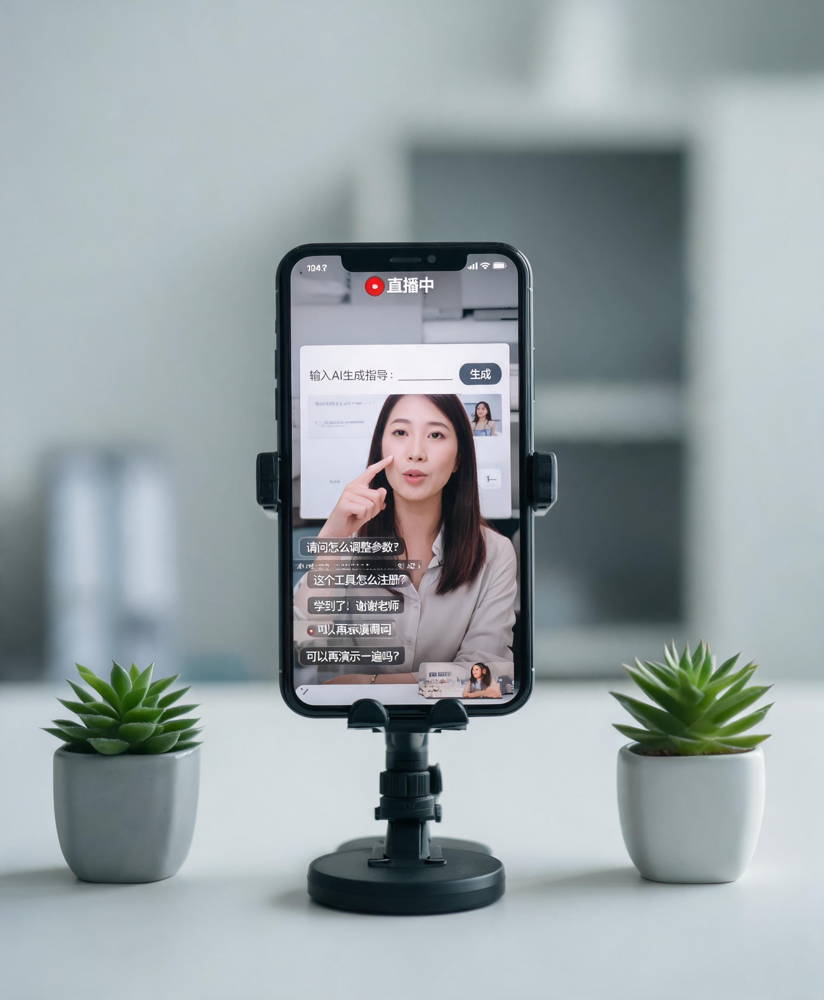 直播中
输入AI生成指导：
生成
请问怎么调整参数?
这个工具怎么注册?
学到了! 谢谢老师
可以再演示一遍吗?